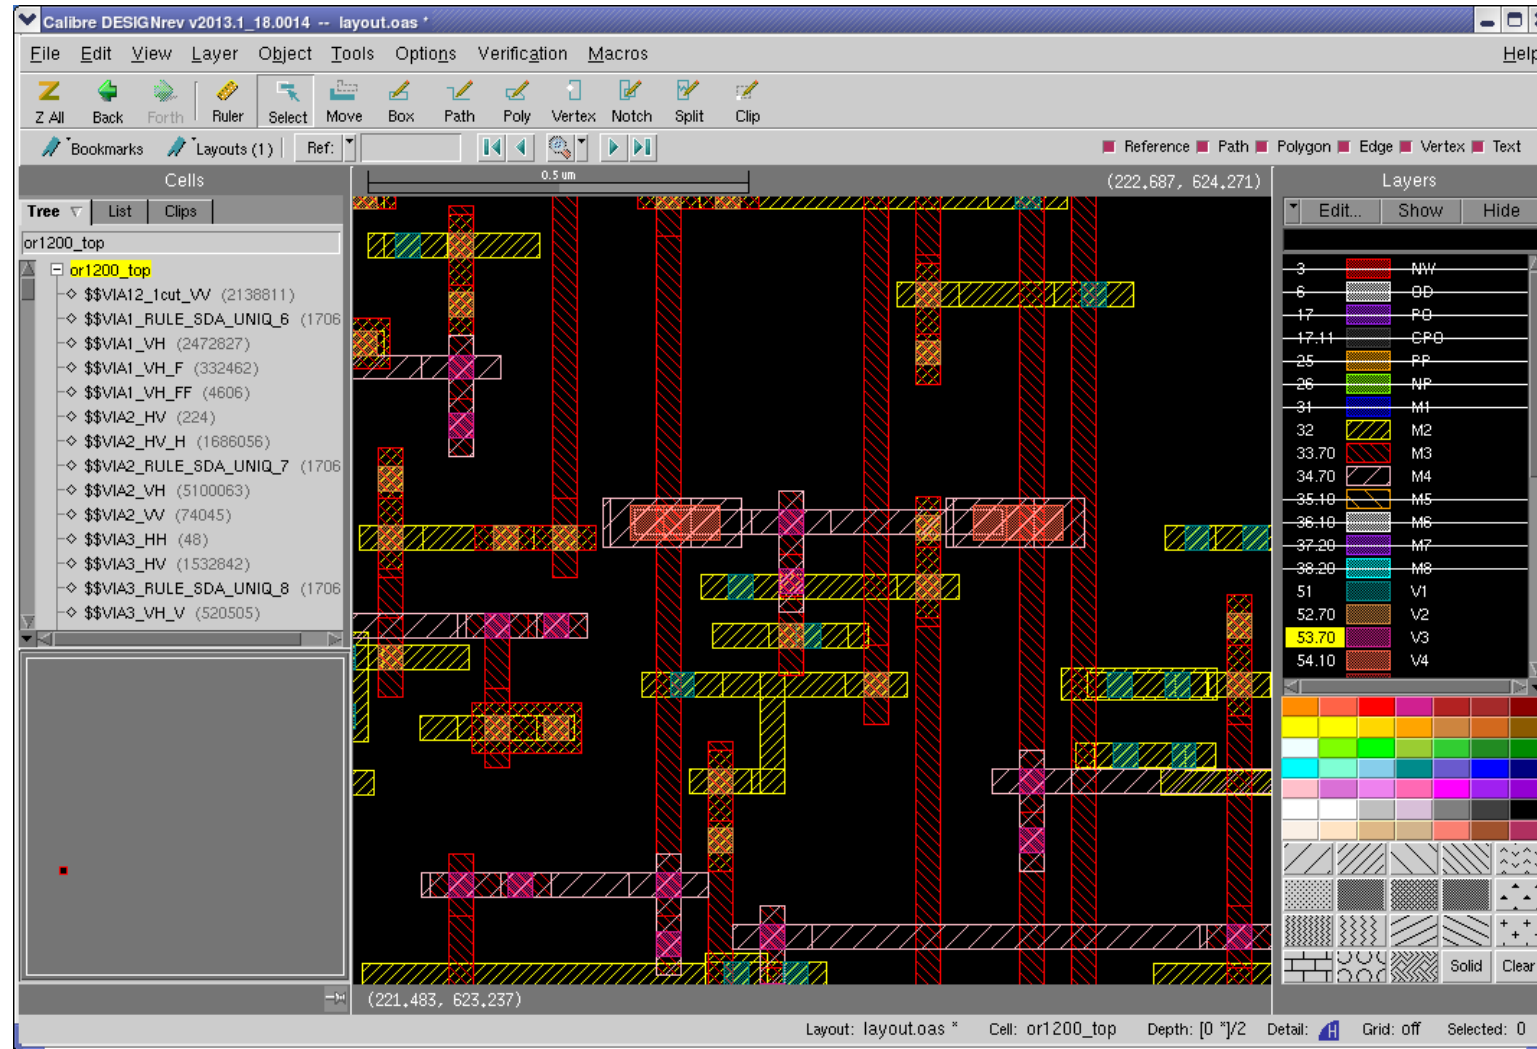 Calibre DESIGNrev v2013.1_18.0014 -- layout.oas *
File Edit View Layer Object Tools Options Verification Macros Help
Z All Back Forth Ruler Select Move Box Path Poly Vertex Notch Split Clip
Bookmarks Layouts (1) Ref: Reference Path Polygon Edge Vertex Text
Cells 0.5 um (222.687, 624.271) Layers
Tree List Clips Edit... Show Hide
or1200_top
or1200_top
$$VIA12_1cut_VV (2138811)
$$VIA1_RULE_SDA_UNIQ_6 (1706
$$VIA1_VH (2472827)
$$VIA1_VH_F (332462)
$$VIA1_VH_FF (4606)
$$VIA2_HV (224)
$$VIA2_HV_H (1686056)
$$VIA2_RULE_SDA_UNIQ_7 (1706
$$VIA2_VH (5100063)
$$VIA2_VV (74045)
$$VIA3_HH (48)
$$VIA3_HV (1532842)
$$VIA3_RULE_SDA_UNIQ_8 (1706
$$VIA3_VH_V (520505)
3 NW
6 OD
17 PO
17.11 CPO
25 PP
26 NP
31 M1
32 M2
33.70 M3
34.70 M4
35.10 M5
36.10 M6
37.20 M7
38.20 M8
51 V1
52.70 V2
53.70 V3
54.10 V4
Solid Clear
(221.483, 623.237)
Layout: layout.oas * Cell: or1200_top Depth: [0 *]/2 Detail: H Grid: off Selected: 0